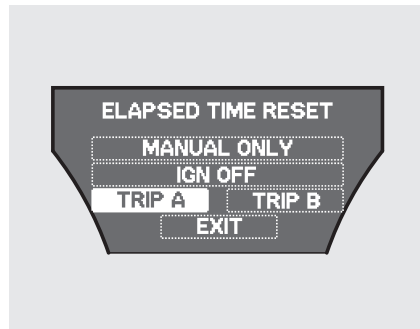 ELAPSED TIME RESET
MANUAL ONLY
IGN OFF
TRIP A TRIP B
EXIT